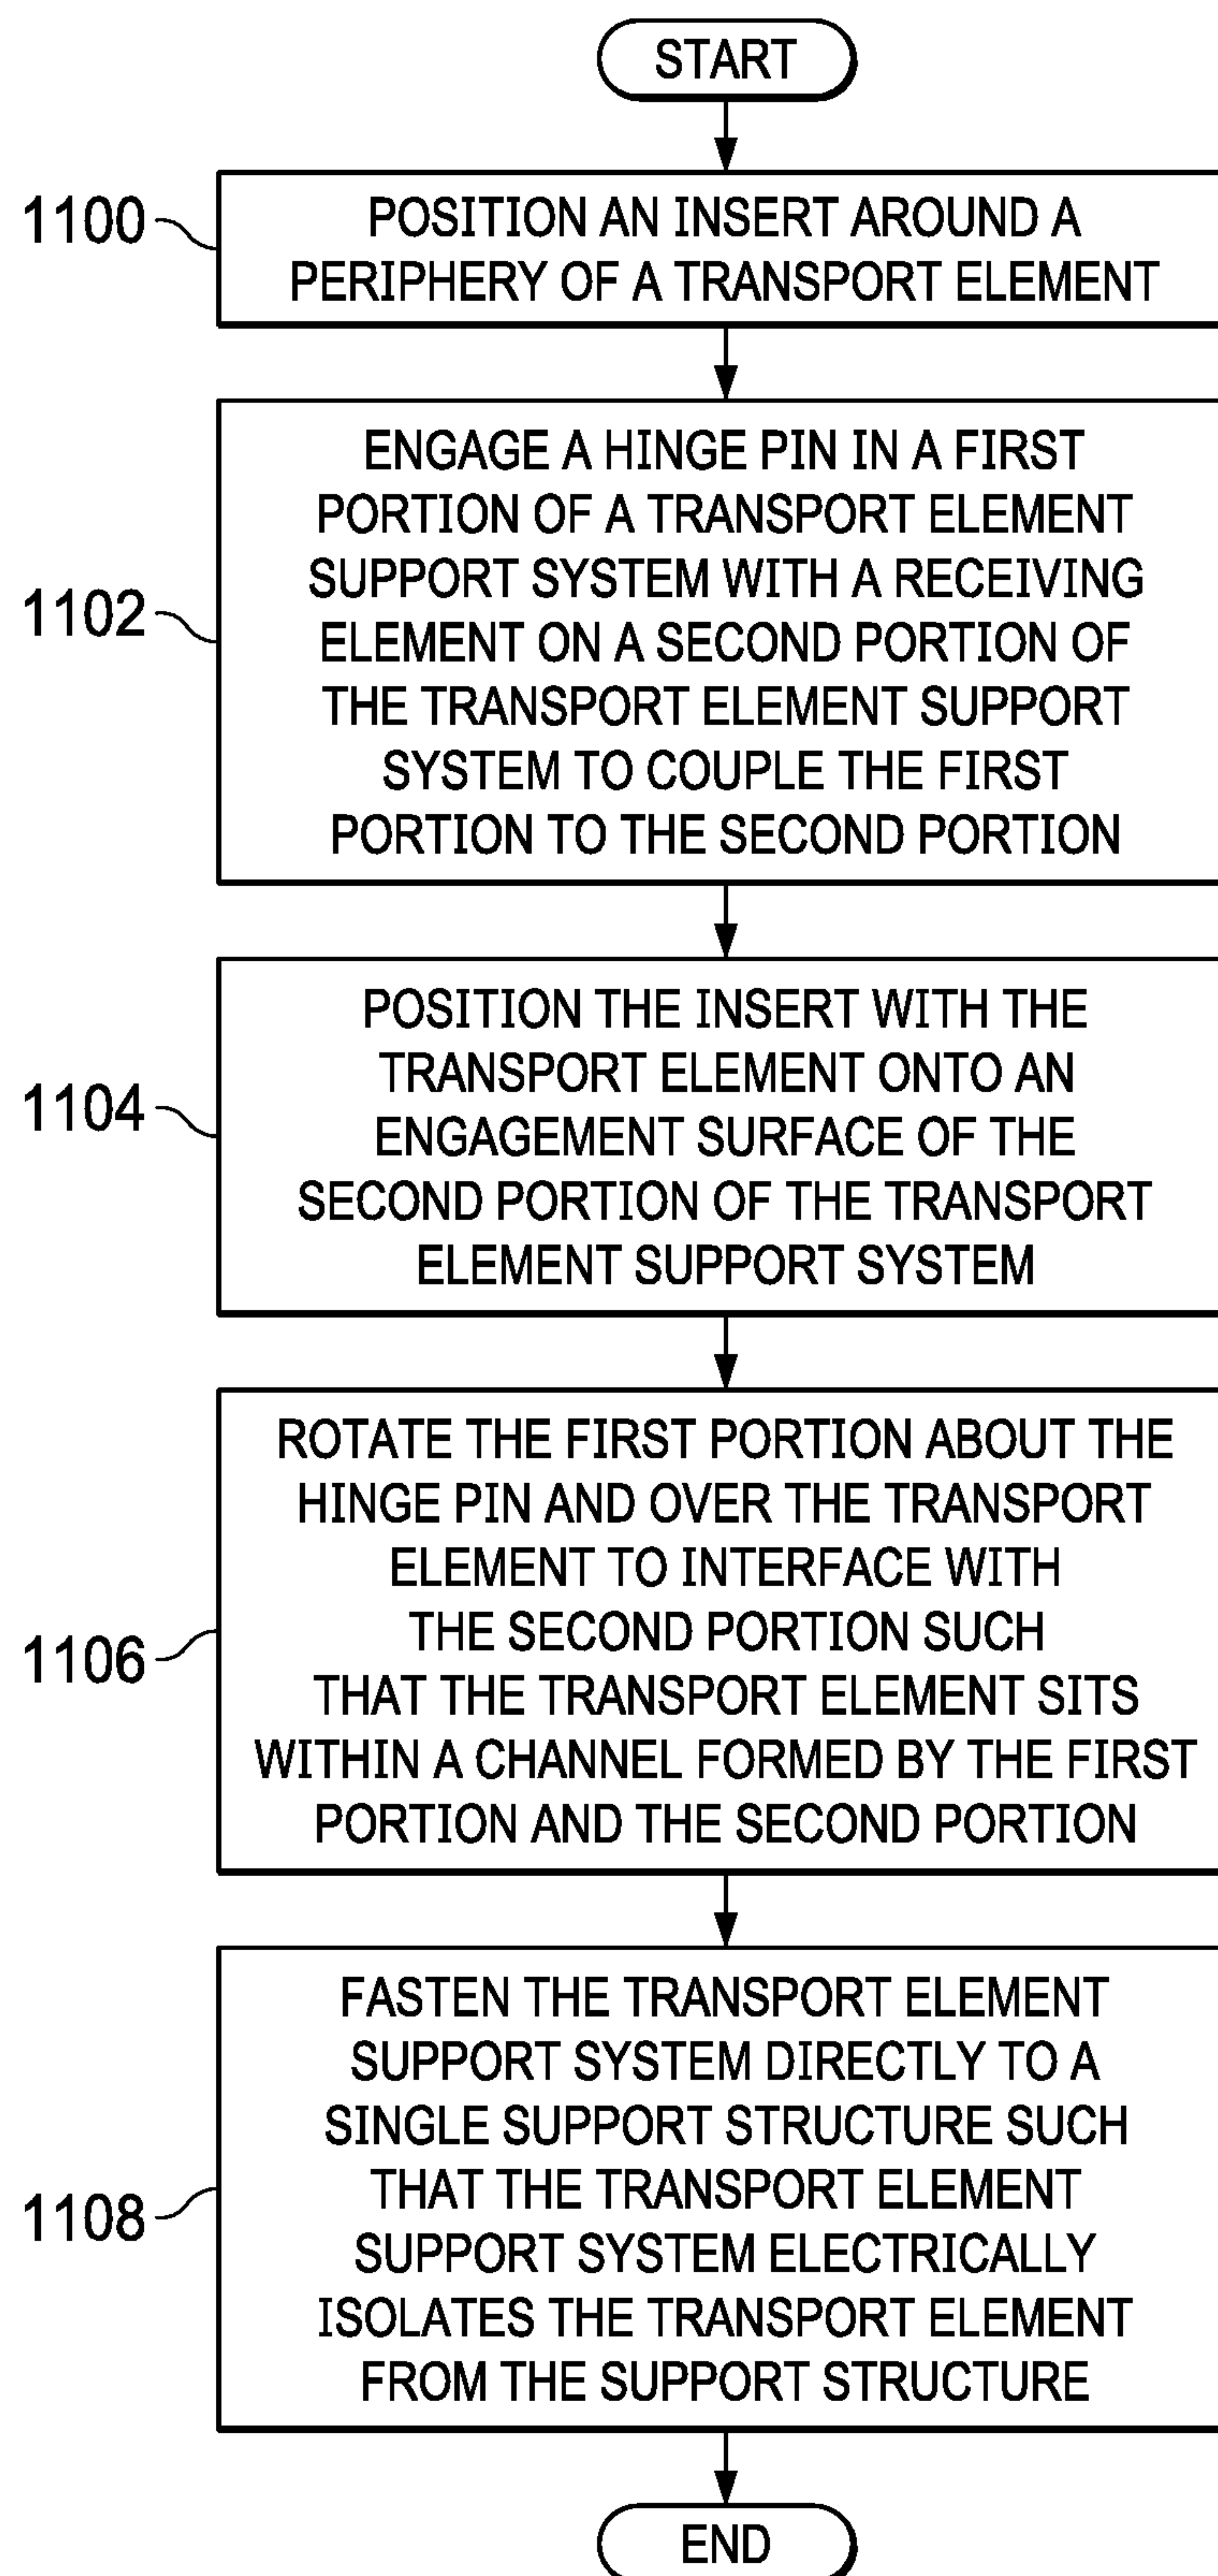 START
1100
POSITION AN INSERT AROUND A
PERIPHERY OF A TRANSPORT ELEMENT
1102
ENGAGE A HINGE PIN IN A FIRST
PORTION OF A TRANSPORT ELEMENT
SUPPORT SYSTEM WITH A RECEIVING
ELEMENT ON A SECOND PORTION OF
THE TRANSPORT ELEMENT SUPPORT
SYSTEM TO COUPLE THE FIRST
PORTION TO THE SECOND PORTION
1104
POSITION THE INSERT WITH THE
TRANSPORT ELEMENT ONTO AN
ENGAGEMENT SURFACE OF THE
SECOND PORTION OF THE TRANSPORT
ELEMENT SUPPORT SYSTEM
1106
ROTATE THE FIRST PORTION ABOUT THE
HINGE PIN AND OVER THE TRANSPORT
ELEMENT TO INTERFACE WITH
THE SECOND PORTION SUCH
THAT THE TRANSPORT ELEMENT SITS
WITHIN A CHANNEL FORMED BY THE FIRST
PORTION AND THE SECOND PORTION
1108
FASTEN THE TRANSPORT ELEMENT
SUPPORT SYSTEM DIRECTLY TO A
SINGLE SUPPORT STRUCTURE SUCH
THAT THE TRANSPORT ELEMENT
SUPPORT SYSTEM ELECTRICALLY
ISOLATES THE TRANSPORT ELEMENT
FROM THE SUPPORT STRUCTURE
END